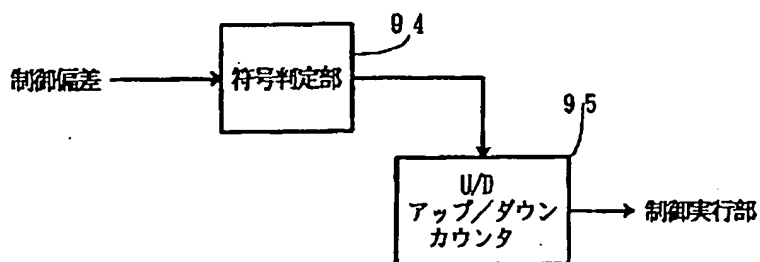 94
制御偏差
符号判定部
95
U/D
アップ/ダウン
カウンタ
制御実行部